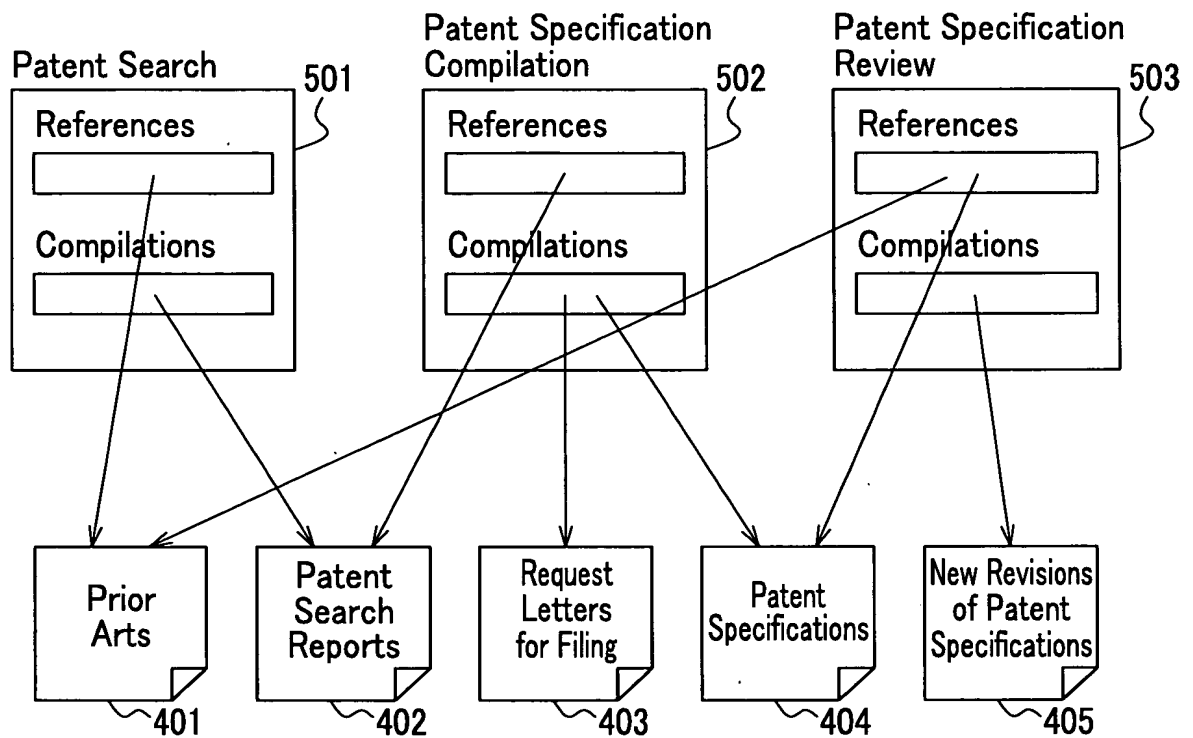 Patent Search
501
References
Compilations
Patent Specification
Compilation
502
References
Compilations
Patent Specification
Review
503
References
Compilations
Prior
Arts
401
Patent
Search
Reports
402
Request
Letters
for Filing
403
Patent
Specifications
404
New Revisions
of Patent
Specifications
405